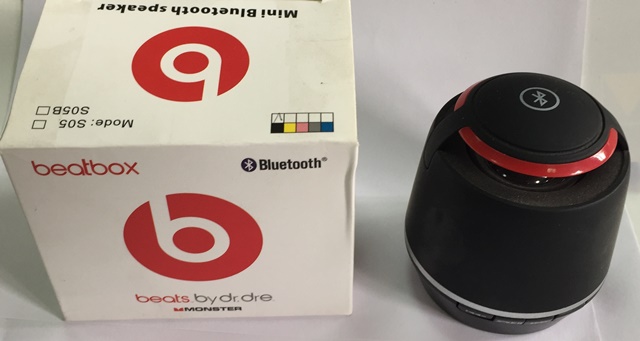 Mini Bluetooth speaker
b
Mode: S05
S05B
beatbox
Bluetooth®
b
beats by dr. dre
MONSTER